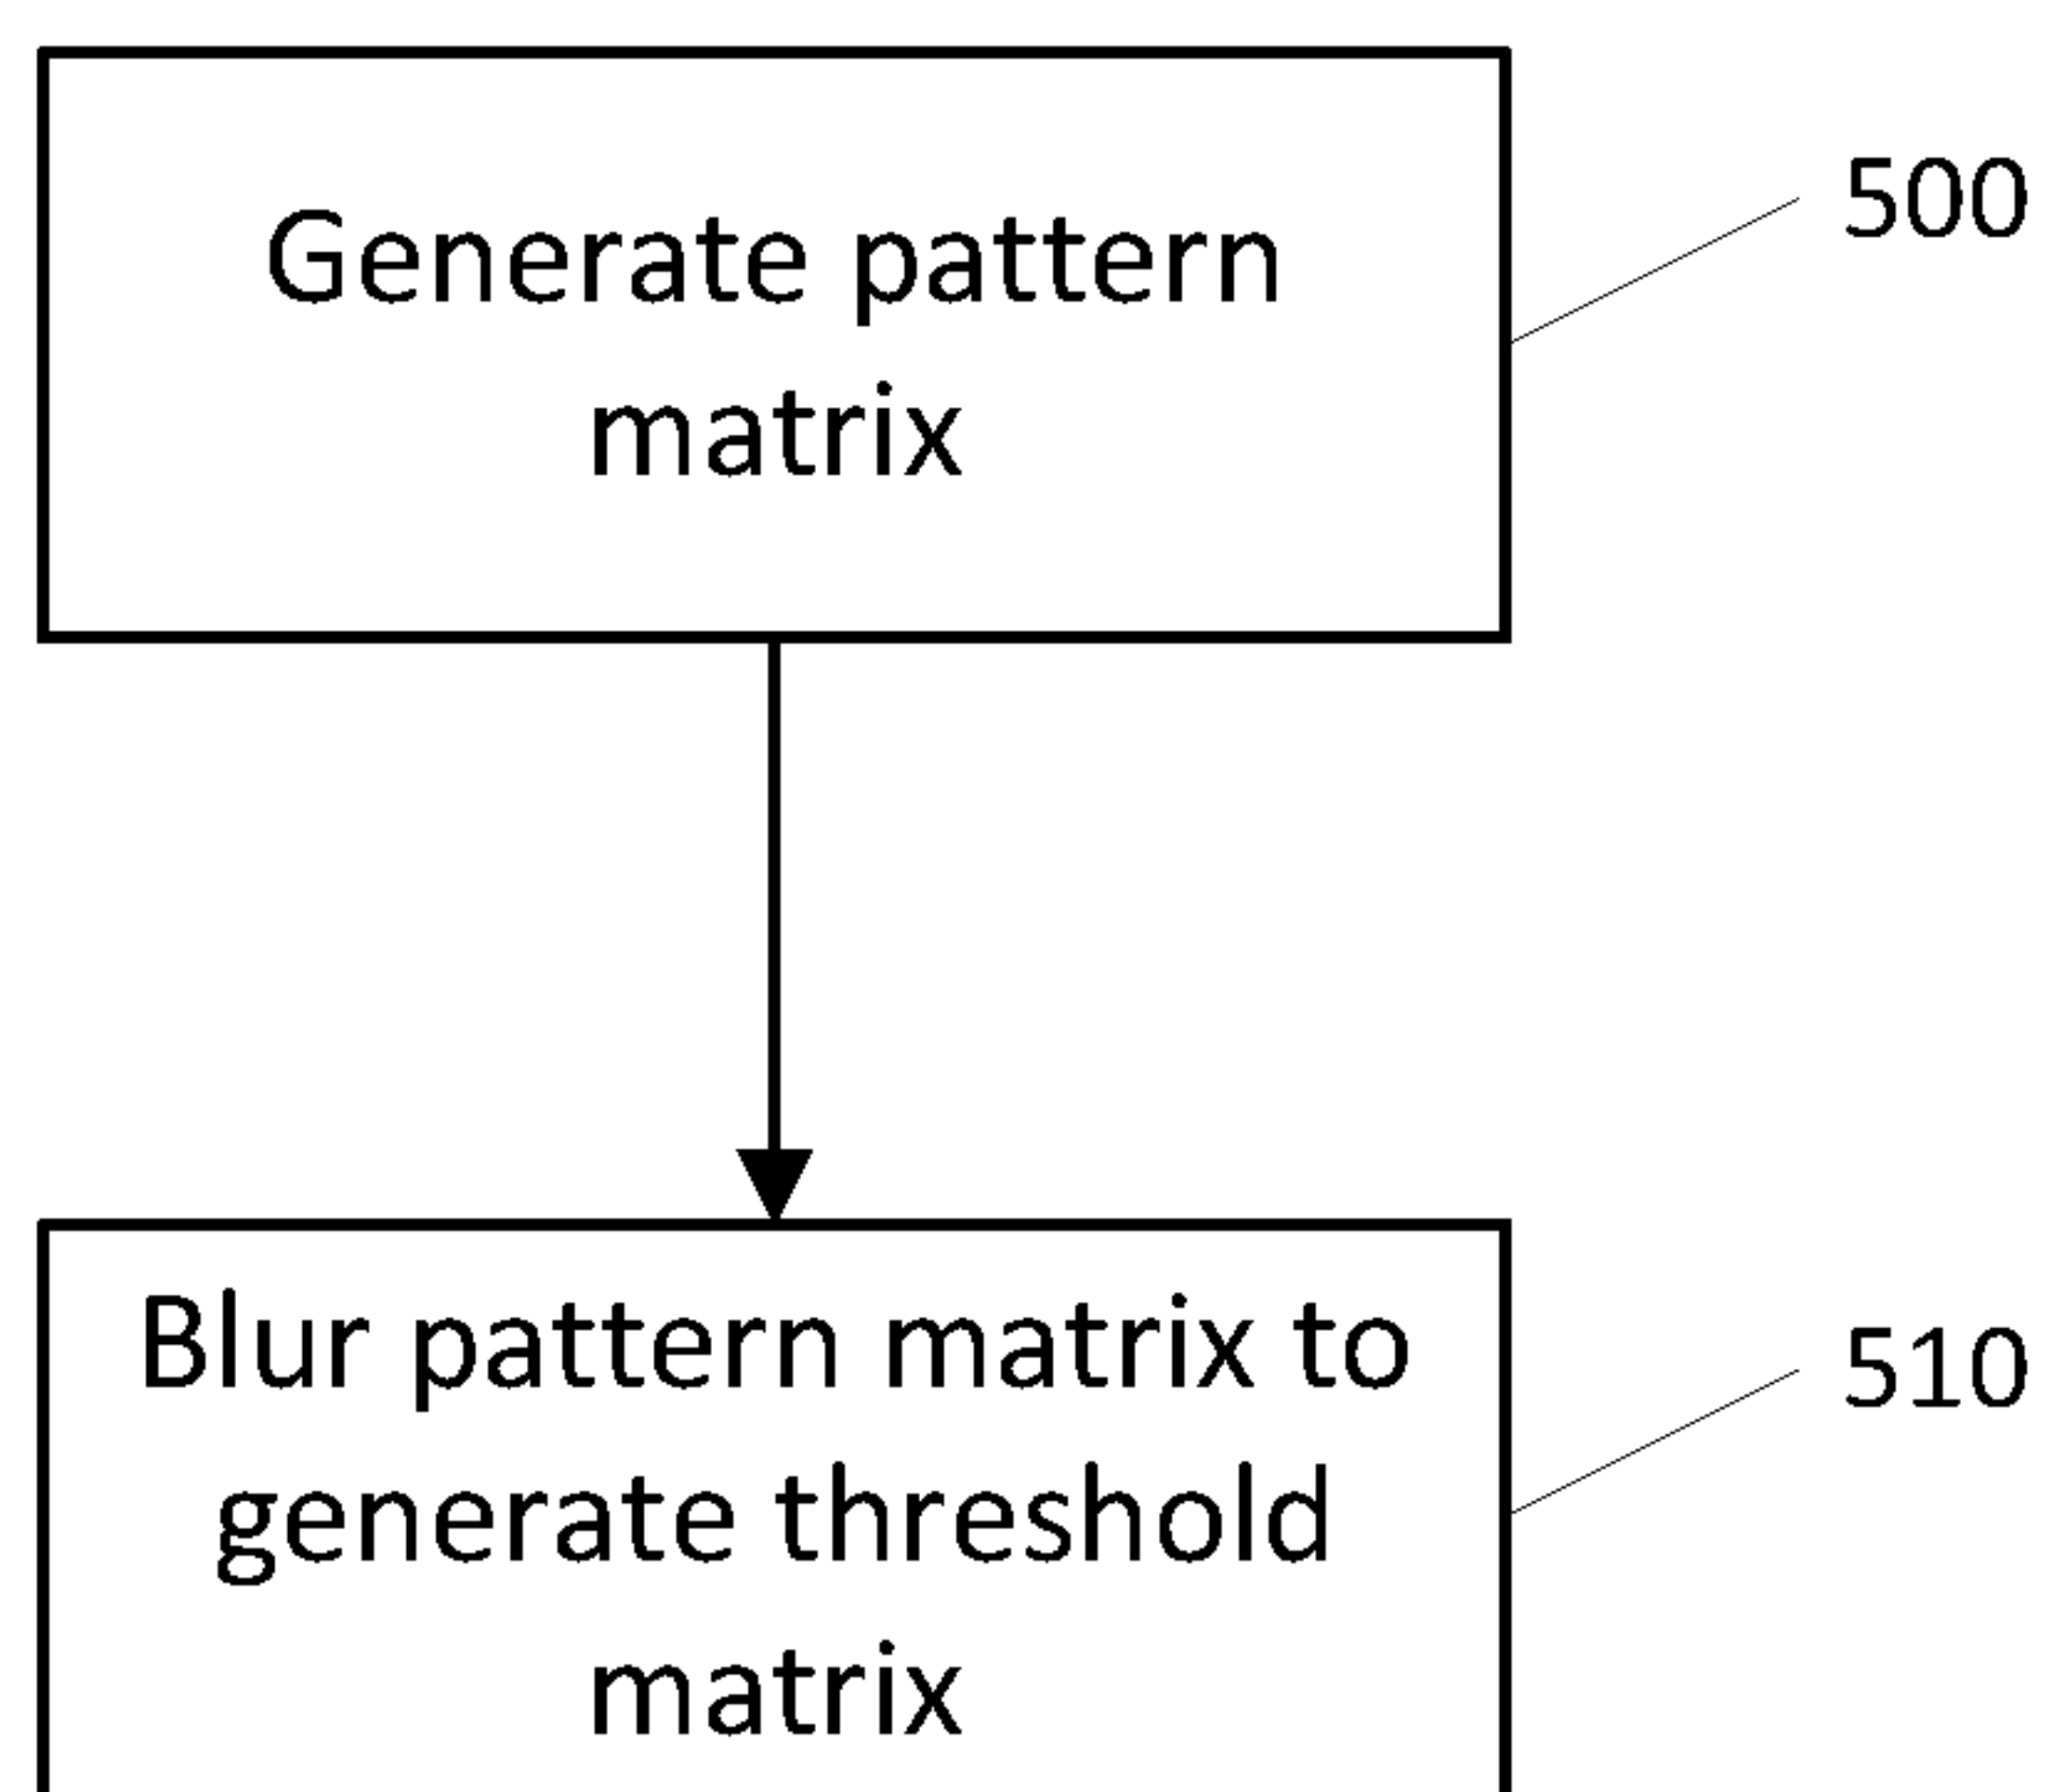 Generate pattern
matrix
500
Blur pattern matrix to
generate threshold
matrix
510